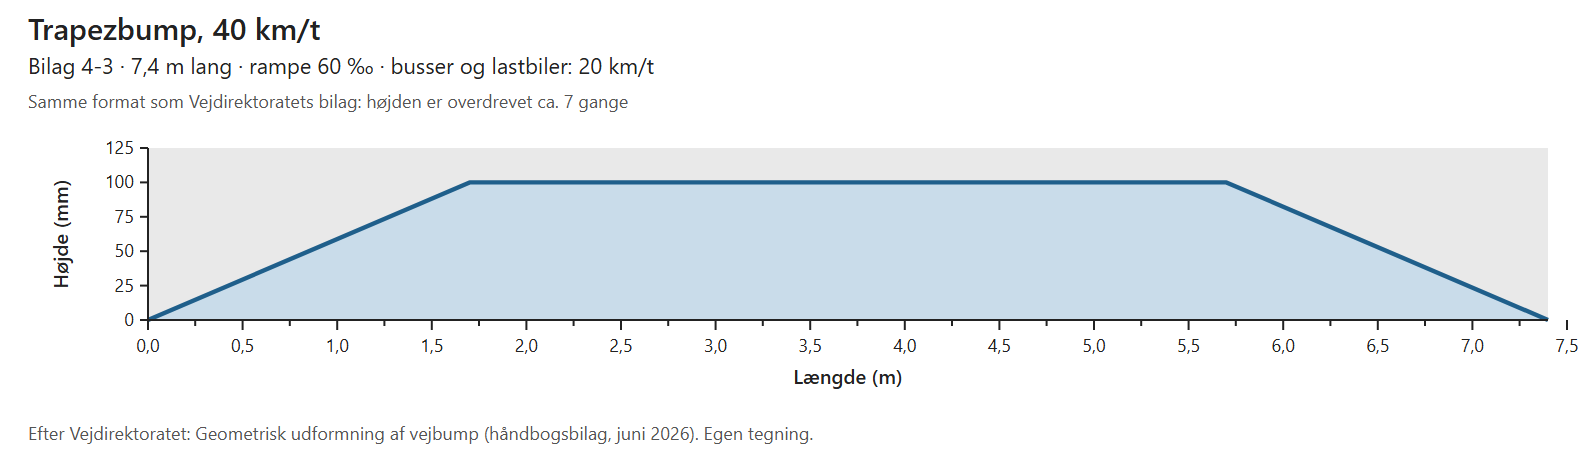 Trapezbump, 40 km/t
Bilag 4-3 · 7,4 m lang · rampe 60 ‰ · busser og lastbiler: 20 km/t
Samme format som Vejdirektoratets bilag: højden er overdrevet ca. 7 gange
Højde (mm)
125
100
75
50
25
0
0,0 0,5 1,0 1,5 2,0 2,5 3,0 3,5 4,0 4,5 5,0 5,5 6,0 6,5 7,0 7,5
Længde (m)
Efter Vejdirektoratet: Geometrisk udformning af vejbump (håndbogsbilag, juni 2026). Egen tegning.